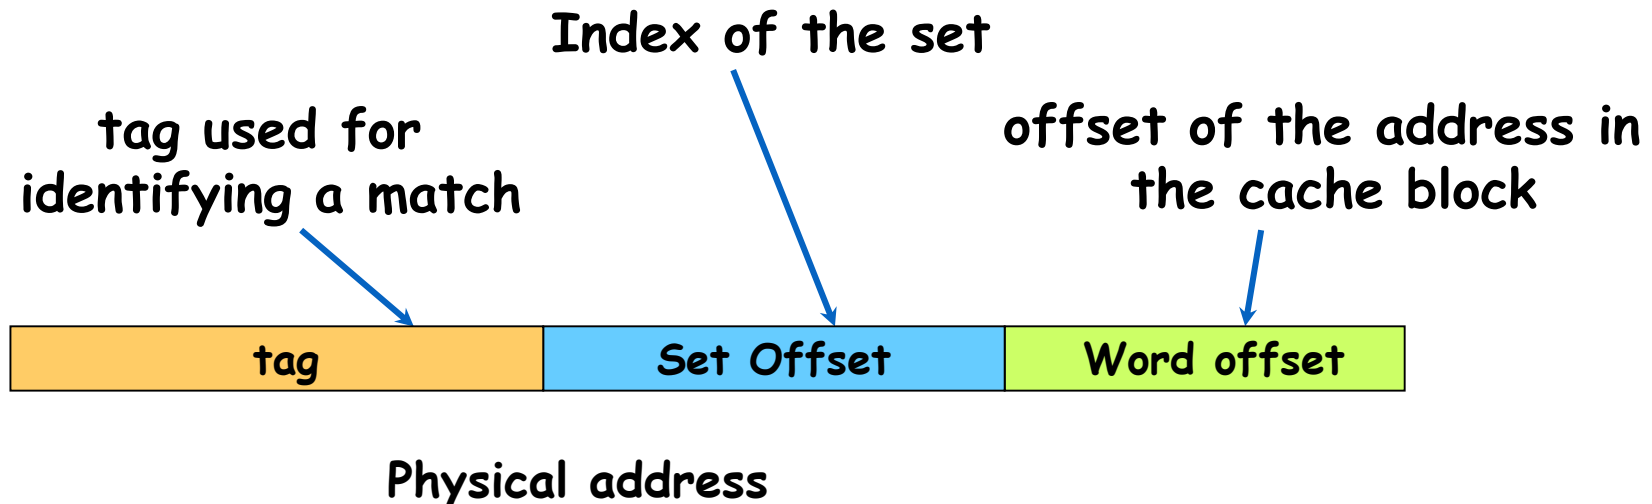 Index of the set
tag used for
identifying a match
offset of the address in
the cache block
tag
Set Offset
Word offset
Physical address